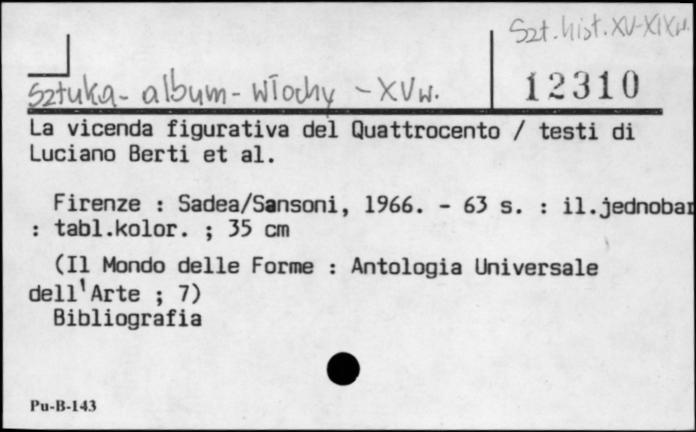 Szt. hist. XV-XIXw.
Sztuka - album - Włochy - XVw.
12310
La vicenda figurativa del Quattrocento / testi di
Luciano Berti et al.
Firenze : Sadea/Sansoni, 1966. - 63 s. : il.jednobar
: tabl.kolor. ; 35 cm
(Il Mondo delle Forme : Antologia Universale
dell'Arte ; 7)
Bibliografia
Pu-B-143